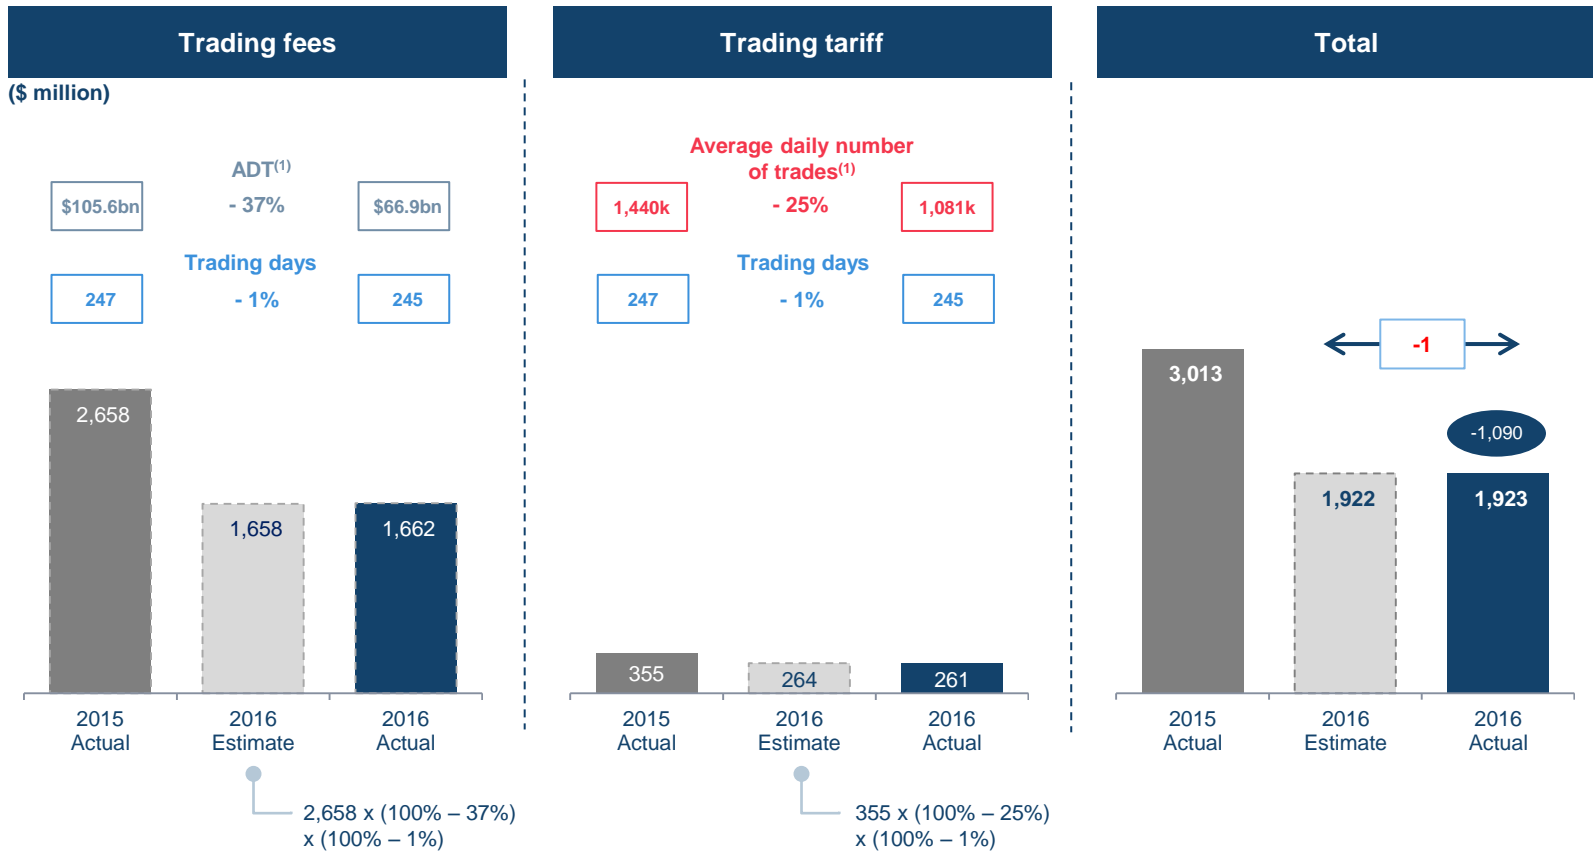 Trading fees
($ million)
ADT(1)
$105.6bn
- 37%
$66.9bn
Trading days
247
- 1%
245
2,658
1,658
1,662
2015
Actual
2016
Estimate
2016
Actual
2,658 x (100% – 37%)
x (100% – 1%)
Trading tariff
Average daily number
of trades(1)
1,440k
- 25%
1,081k
Trading days
247
- 1%
245
355
264
261
2015
Actual
2016
Estimate
2016
Actual
355 x (100% – 25%)
x (100% – 1%)
Total
-1
3,013
-1,090
1,922
1,923
2015
Actual
2016
Estimate
2016
Actual